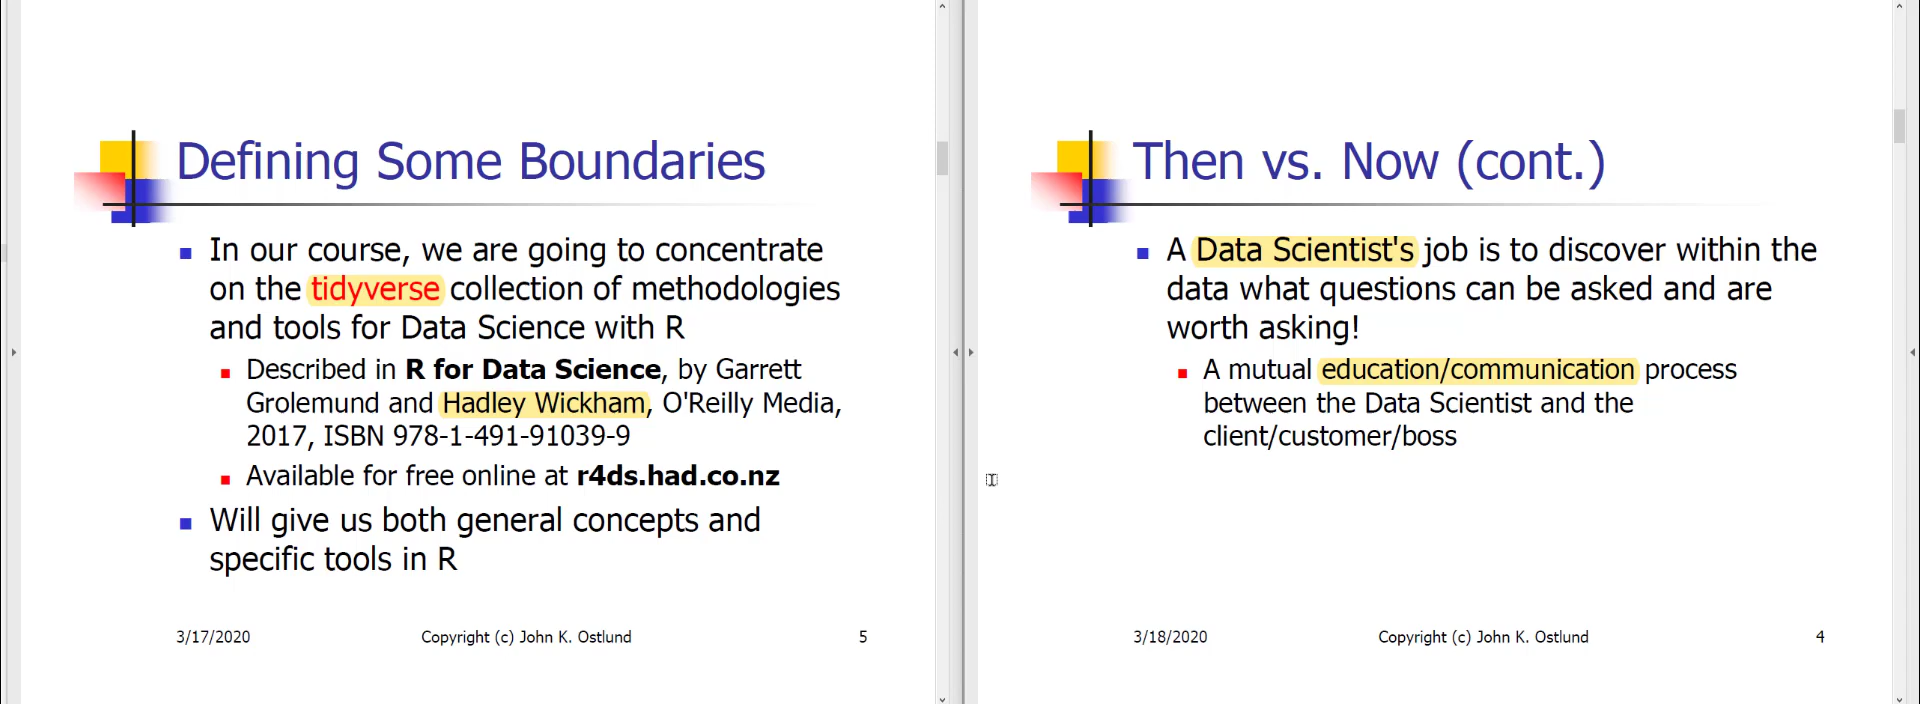 Defining Some Boundaries
In our course, we are going to concentrate
on the tidyverse collection of methodologies
and tools for Data Science with R
Described in R for Data Science, by Garrett
Grolemund and Hadley Wickham, O'Reilly Media,
2017, ISBN 978-1-491-91039-9
Available for free online at r4ds.had.co.nz
Will give us both general concepts and
specific tools in R
3/17/2020 Copyright (c) John K. Ostlund 5
Then vs. Now (cont.)
A Data Scientist's job is to discover within the
data what questions can be asked and are
worth asking!
A mutual education/communication process
between the Data Scientist and the
client/customer/boss
3/18/2020 Copyright (c) John K. Ostlund 4